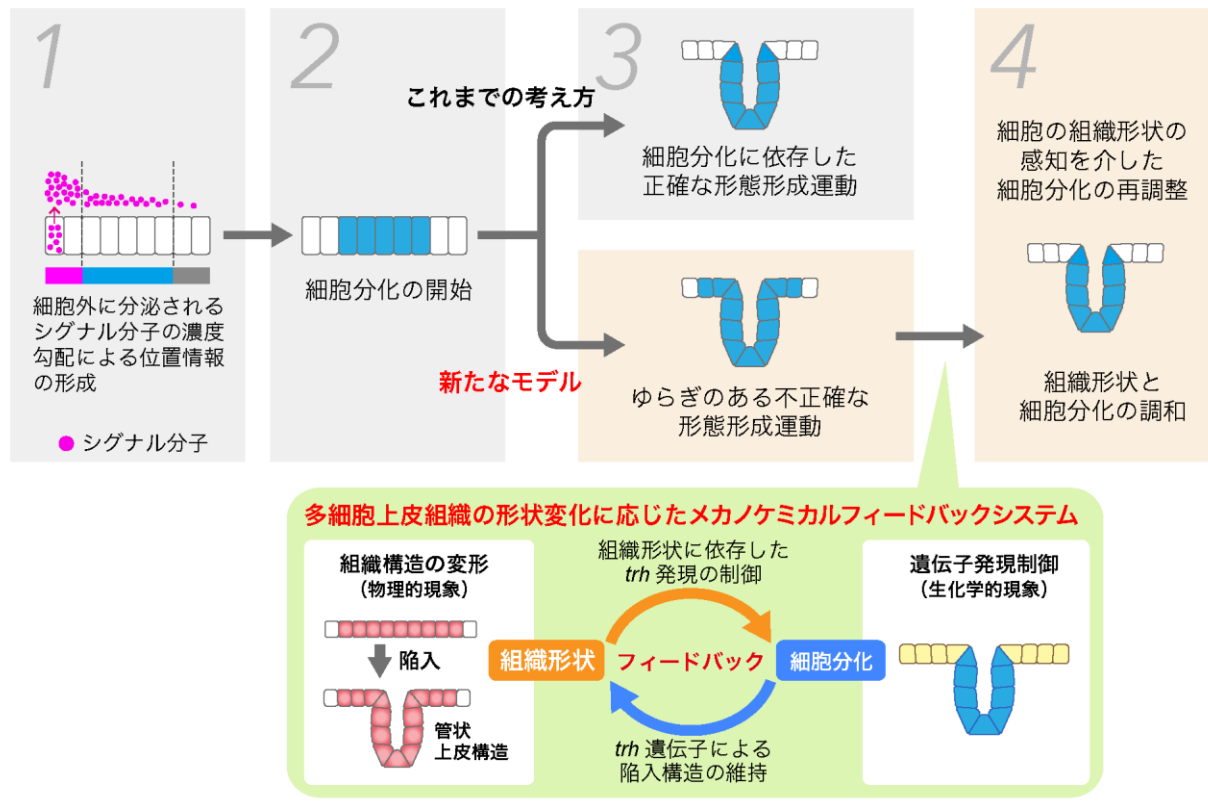 1
細胞外に分泌される
シグナル分子の濃度
勾配による位置情報
の形成
シグナル分子
2
細胞分化の開始
これまでの考え方
新たなモデル
3
細胞分化に依存した
正確な形態形成運動
ゆらぎのある不正確な
形態形成運動
4
細胞の組織形状の
感知を介した
細胞分化の再調整
組織形状と
細胞分化の調和
多細胞上皮組織の形状変化に応じたメカノケミカルフィードバックシステム
組織構造の変形
(物理的現象)
陥入
管状
上皮構造
組織形状に依存した
trh 発現の制御
組織形状
フィードバック
細胞分化
trh 遺伝子による
陥入構造の維持
遺伝子発現制御
(生化学的現象)